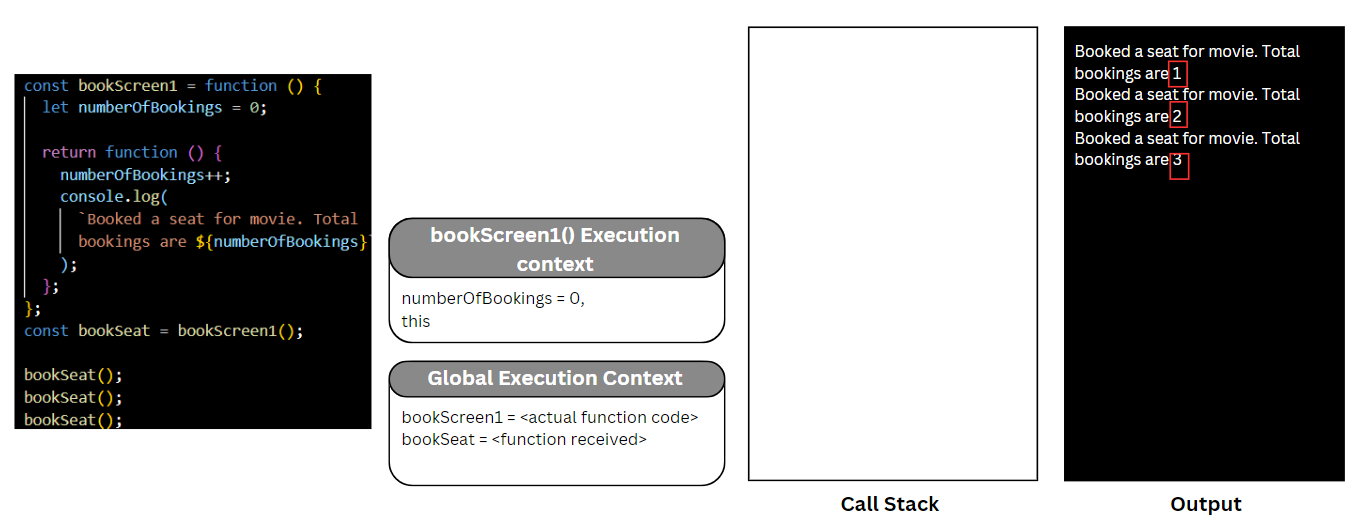 const bookScreen1 = function () {
let numberOfBookings = 0;
return function () {
numberOfBookings++;
console.log(
`Booked a seat for movie. Total
bookings are ${numberOfBookings}`
);
};
};
const bookSeat = bookScreen1();
bookSeat();
bookSeat();
bookSeat();
bookScreen1() Execution
context
numberOfBookings = 0,
this
Global Execution Context
bookScreen1 = <actual function code>
bookSeat = <function received>
Call Stack
Booked a seat for movie. Total
bookings are 1
Booked a seat for movie. Total
bookings are 2
Booked a seat for movie. Total
bookings are 3
Output